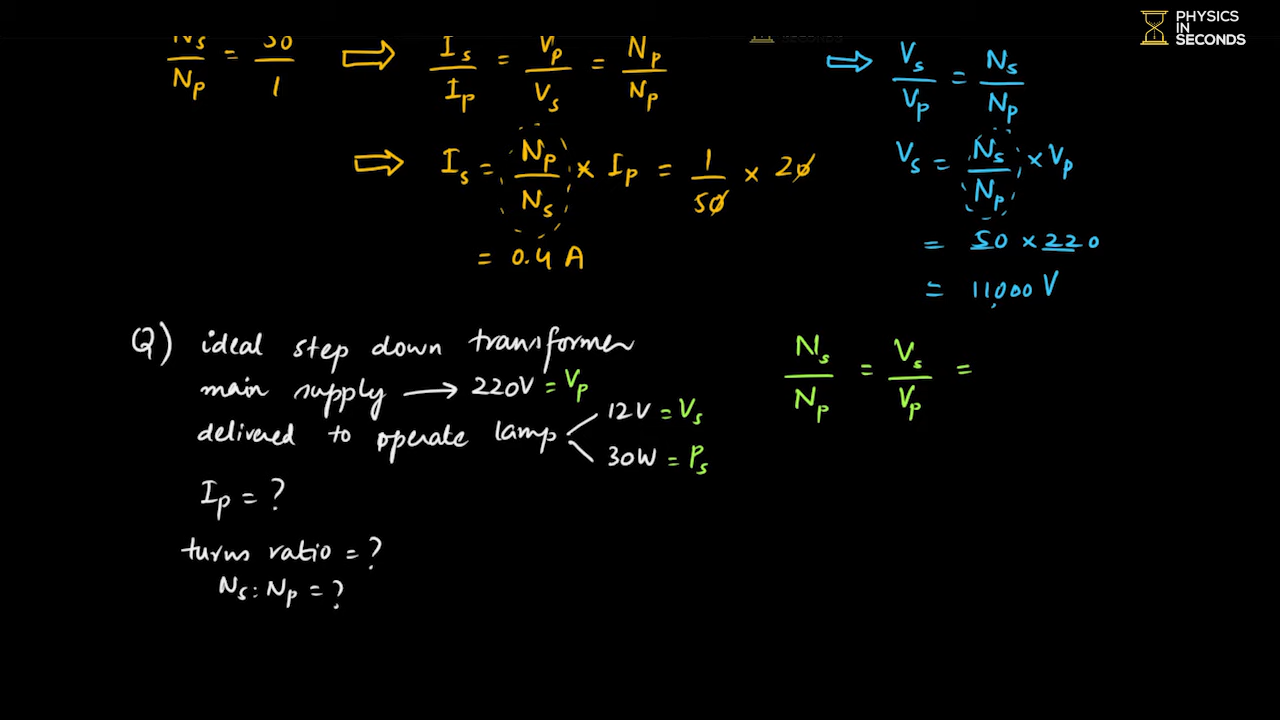 PHYSICS
IN
SECONDS
Ns/Np = 50/1 ⇒ Is/Ip = Vp/Vs = Np/Np
⇒ Is = Np/Ns × Ip = 1/50 × 20
= 0.4 A
⇒ Vs/Vp = Ns/Np
Vs = Ns/Np × Vp
= 50 × 220
= 11,000 V
Q) ideal step down transformer
main supply → 220V = Vp
delivered to operate lamp 12V = Vs
30W = Ps
Ip = ?
turns ratio = ?
Ns : Np = ?
Ns/Np = Vs/Vp =